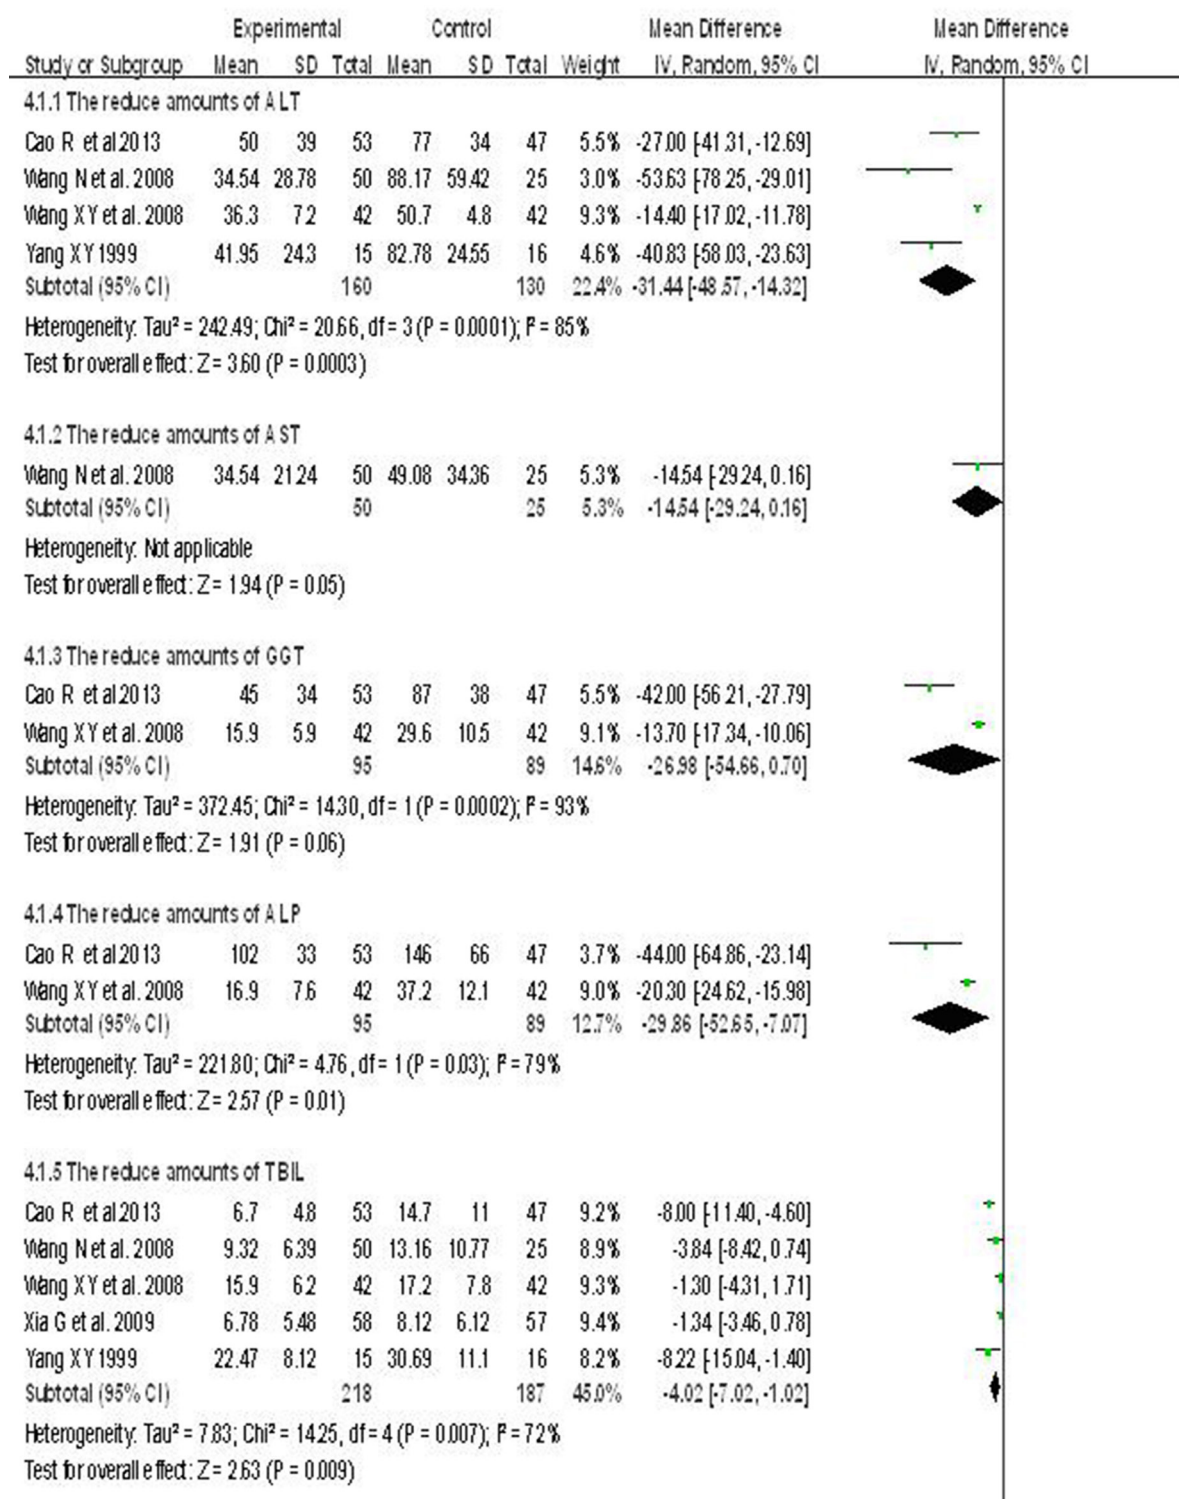 Experimental Control Mean Difference Mean Difference
Study or Subgroup Mean SD Total Mean SD Total Weight IV, Random, 95% CI IV, Random, 95% CI
4.1.1 The reduce amounts of ALT
Cao R et al.2013 50 39 53 77 34 47 5.5% -27.00 [-41.31, -12.69]
Wang N et al. 2008 34.54 28.78 50 88.17 59.42 25 3.0% -53.63 [-78.25, -29.01]
Wang XY et al. 2008 36.3 7.2 42 50.7 4.8 42 9.3% -14.40 [-17.02, -11.78]
Yang XY 1999 41.95 24.3 15 82.78 24.55 16 4.6% -40.83 [-58.03, -23.63]
Subtotal (95% CI) 160 130 22.4% -31.44 [-48.57, -14.32]
Heterogeneity: Tau² = 242.49; Chi² = 20.66, df = 3 (P = 0.0001); I² = 85%
Test for overall effect: Z = 3.60 (P = 0.0003)
4.1.2 The reduce amounts of AST
Wang N et al. 2008 34.54 21.24 50 49.08 34.36 25 5.3% -14.54 [-29.24, 0.16]
Subtotal (95% CI) 50 25 5.3% -14.54 [-29.24, 0.16]
Heterogeneity: Not applicable
Test for overall effect: Z = 1.94 (P = 0.05)
4.1.3 The reduce amounts of GGT
Cao R et al.2013 45 34 53 87 38 47 5.5% -42.00 [-56.21, -27.79]
Wang XY et al. 2008 15.9 5.9 42 29.6 10.5 42 9.1% -13.70 [-17.34, -10.06]
Subtotal (95% CI) 95 89 14.6% -26.98 [-54.66, 0.70]
Heterogeneity: Tau² = 372.45; Chi² = 14.30, df = 1 (P = 0.0002); I² = 93%
Test for overall effect: Z = 1.91 (P = 0.06)
4.1.4 The reduce amounts of ALP
Cao R et al.2013 102 33 53 146 66 47 3.7% -44.00 [-64.86, -23.14]
Wang XY et al. 2008 16.9 7.6 42 37.2 12.1 42 9.0% -20.30 [-24.62, -15.98]
Subtotal (95% CI) 95 89 12.7% -29.86 [-52.65, -7.07]
Heterogeneity: Tau² = 221.80; Chi² = 4.76, df = 1 (P = 0.03); I² = 79%
Test for overall effect: Z = 2.57 (P = 0.01)
4.1.5 The reduce amounts of TBIL
Cao R et al.2013 6.7 4.8 53 14.7 11 47 9.2% -8.00 [-11.40, -4.60]
Wang N et al. 2008 9.32 6.39 50 13.16 10.77 25 8.9% -3.84 [-8.42, 0.74]
Wang XY et al. 2008 15.9 6.2 42 17.2 7.8 42 9.3% -1.30 [-4.31, 1.71]
Xia G et al. 2009 6.78 5.48 58 8.12 6.12 57 9.4% -1.34 [-3.46, 0.78]
Yang XY 1999 22.47 8.12 15 30.69 11.1 16 8.2% -8.22 [-15.04, -1.40]
Subtotal (95% CI) 218 187 45.0% -4.02 [-7.02, -1.02]
Heterogeneity: Tau² = 7.83; Chi² = 14.25, df = 4 (P = 0.007); I² = 72%
Test for overall effect: Z = 2.63 (P = 0.009)